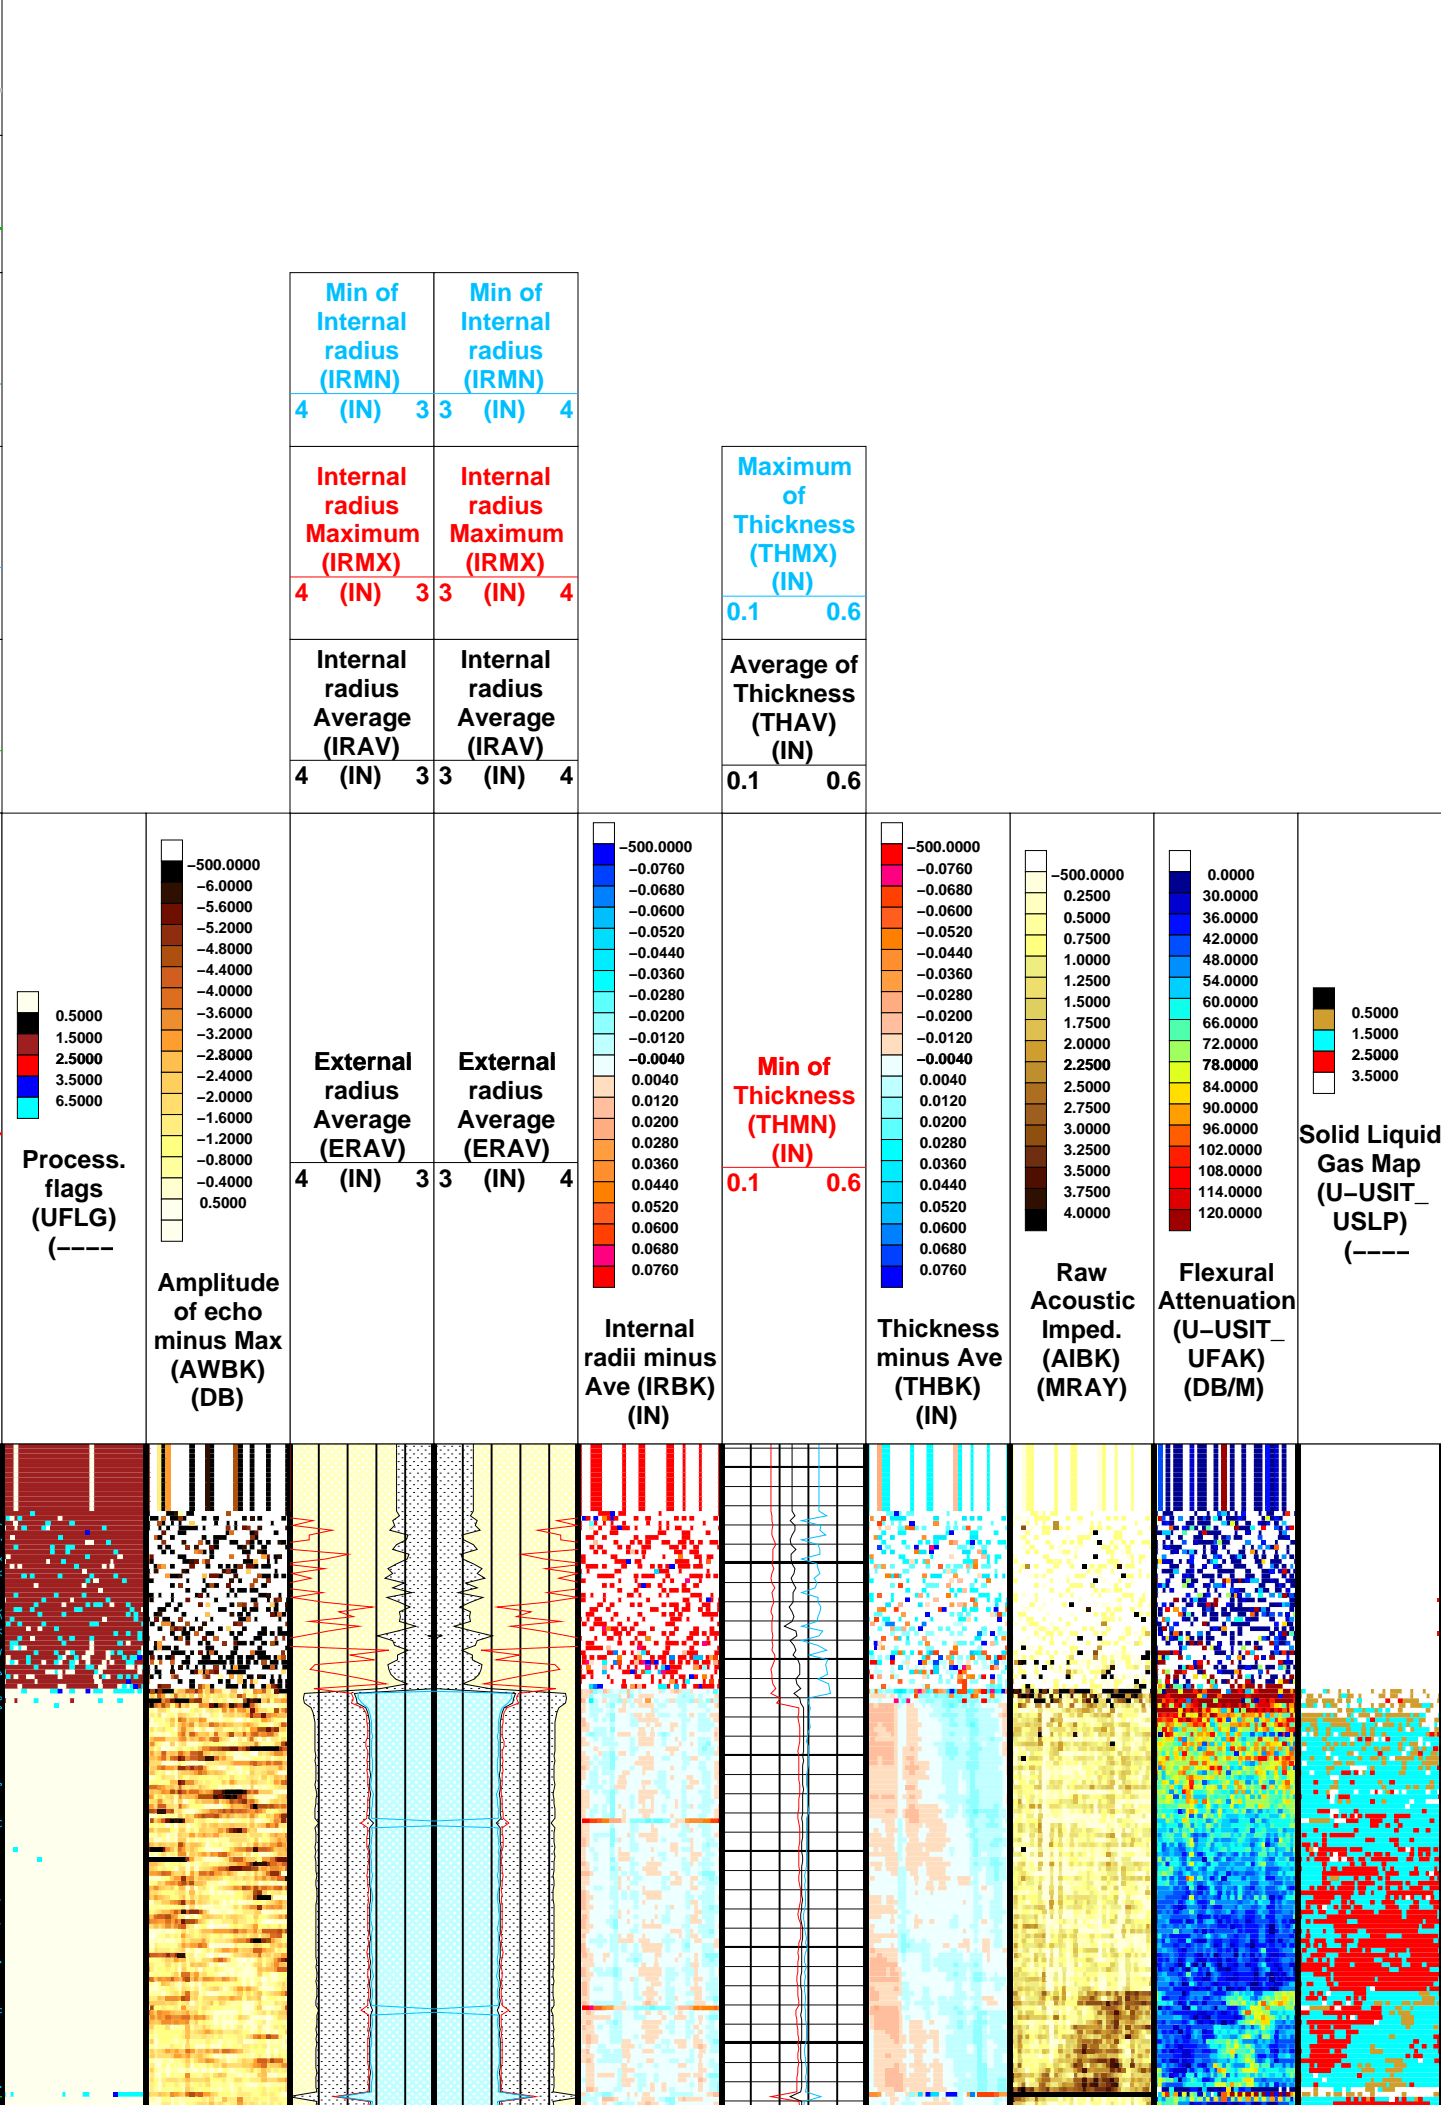 Min of
Internal
radius
(IRMN)
4 (IN) 3
Min of
Internal
radius
(IRMN)
3 (IN) 4
Internal
radius
Maximum
(IRMX)
4 (IN) 3
Internal
radius
Maximum
(IRMX)
3 (IN) 4
Maximum
of
Thickness
(THMX)
(IN)
0.1 0.6
Internal
radius
Average
(IRAV)
4 (IN) 3
Internal
radius
Average
(IRAV)
3 (IN) 4
Average of
Thickness
(THAV)
(IN)
0.1 0.6
0.5000
1.5000
2.5000
3.5000
6.5000
Process.
flags
(UFLG)
(−−−−
−500.0000
−6.0000
−5.6000
−5.2000
−4.8000
−4.4000
−4.0000
−3.6000
−3.2000
−2.8000
−2.4000
−2.0000
−1.6000
−1.2000
−0.8000
−0.4000
0.5000
Amplitude
of echo
minus Max
(AWBK)
(DB)
External
radius
Average
(ERAV)
4 (IN) 3
External
radius
Average
(ERAV)
3 (IN) 4
−500.0000
−0.0760
−0.0680
−0.0600
−0.0520
−0.0440
−0.0360
−0.0280
−0.0200
−0.0120
−0.0040
0.0040
0.0120
0.0200
0.0280
0.0360
0.0440
0.0520
0.0600
0.0680
0.0760
Internal
radii minus
Ave (IRBK)
(IN)
Min of
Thickness
(THMN)
(IN)
0.1 0.6
−500.0000
−0.0760
−0.0680
−0.0600
−0.0520
−0.0440
−0.0360
−0.0280
−0.0200
−0.0120
−0.0040
0.0040
0.0120
0.0200
0.0280
0.0360
0.0440
0.0520
0.0600
0.0680
0.0760
Thickness
minus Ave
(THBK)
(IN)
−500.0000
0.2500
0.5000
0.7500
1.0000
1.2500
1.5000
1.7500
2.0000
2.2500
2.5000
2.7500
3.0000
3.2500
3.5000
3.7500
4.0000
Raw
Acoustic
Imped.
(AIBK)
(MRAY)
0.0000
30.0000
36.0000
42.0000
48.0000
54.0000
60.0000
66.0000
72.0000
78.0000
84.0000
90.0000
96.0000
102.0000
108.0000
114.0000
120.0000
Flexural
Attenuation
(U−USIT_
UFAK)
(DB/M)
0.5000
1.5000
2.5000
3.5000
Solid Liquid
Gas Map
(U−USIT_
USLP)
(−−−−